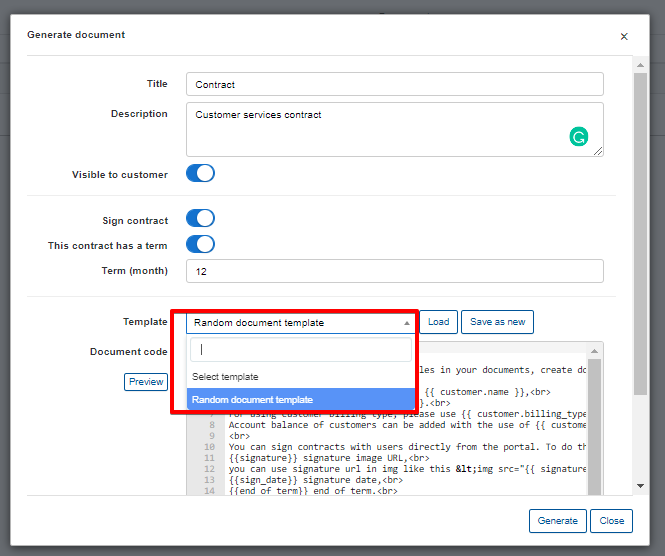 Generate document
×
Title
Contract
Description
Customer services contract
Visible to customer
Sign contract
This contract has a term
Term (month)
12
Template
Random document template
Load
Save as new
Select template
Random document template
Document code
Preview
les in your documents, create do
{{ customer.name }},<br>
}.<br>
7 For using customer billing type, please use {{ customer.billing_type
8 Account balance of customers can be added with the use of {{ custome
9 <br>
10 You can sign contracts with users directly from the portal. To do th
11 {{signature}} signature image URL,<br>
12 you can use signature url in img like this &lt;img src="{{ signature
13 {{sign_date}} signature date,<br>
14 {{end of term}} end of term.<br>
Generate
Close